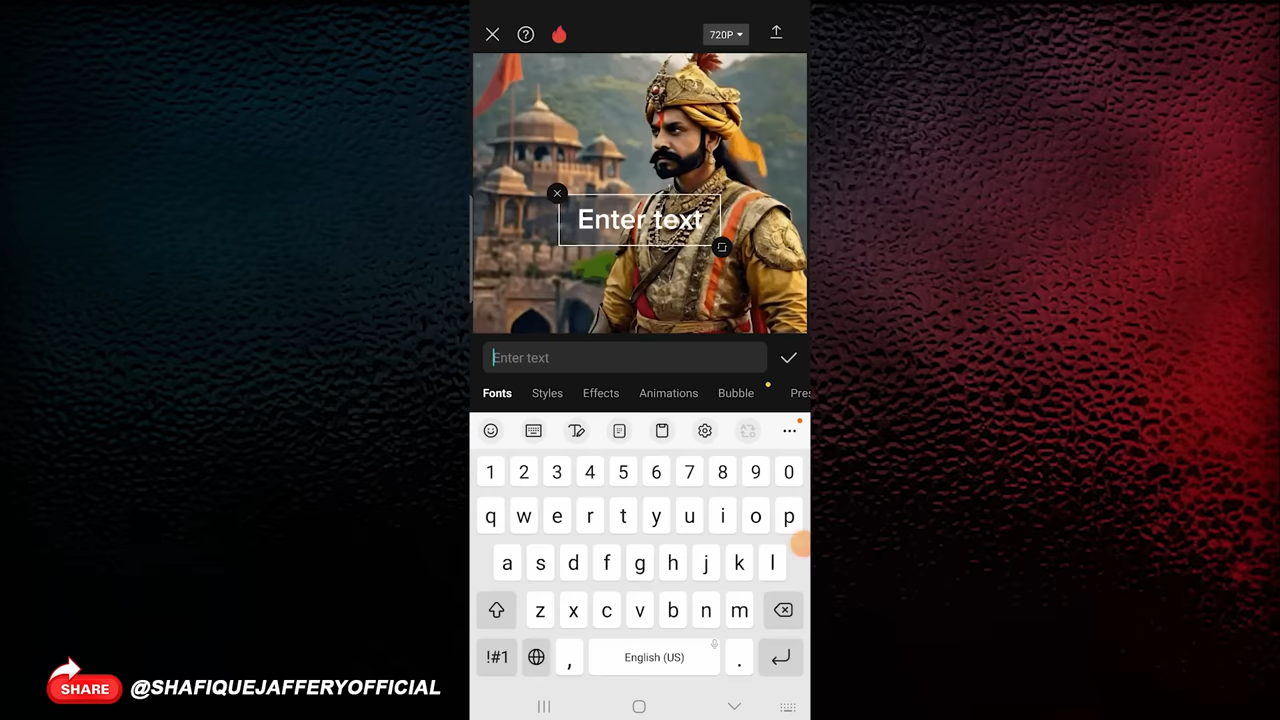 720P
Enter text
Enter text
Fonts Styles Effects Animations Bubble Pres
1 2 3 4 5 6 7 8 9 0
q w e r t y u i o p
a s d f g h j k l
z x c v b n m
!#1 , English (US) .
SHARE @SHAFIQUEJAFFERYOFFICIAL